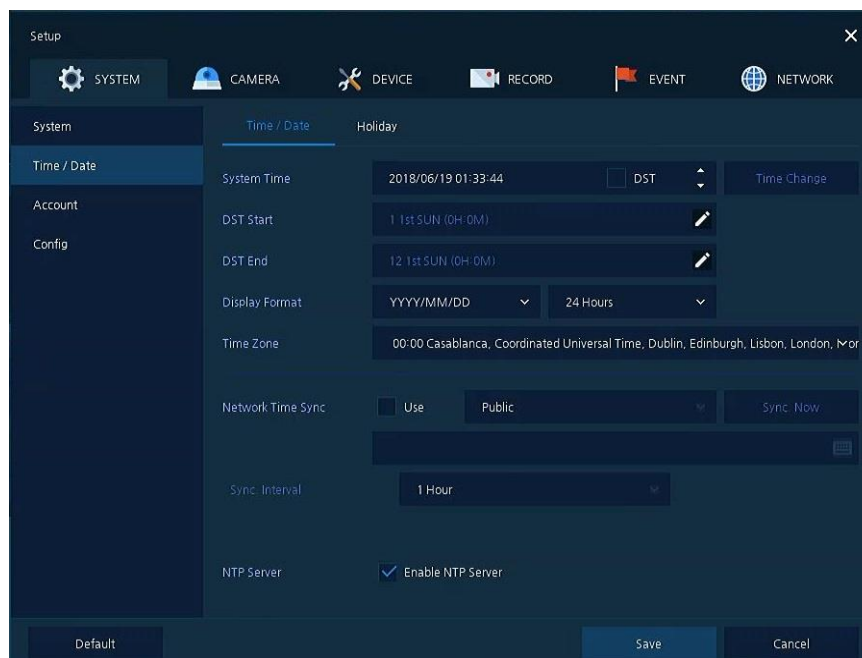 Setup
SYSTEM CAMERA DEVICE RECORD EVENT NETWORK
System
Time / Date
Account
Config
Time / Date Holiday
System Time 2018/06/19 01:33:44 DST Time Change
DST Start 1 1st SUN (0H:0M)
DST End 12 1st SUN (0H:0M)
Display Format YYYY/MM/DD 24 Hours
Time Zone 00:00 Casablanca, Coordinated Universal Time, Dublin, Edinburgh, Lisbon, London,
Network Time Sync Use Public Sync. Now
Sync. Interval 1 Hour
NTP Server Enable NTP Server
Default Save Cancel